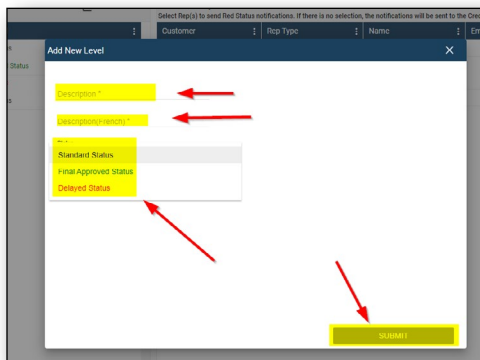 Select Rep(s) to send Red Status notifications. If there is no selection, the notifications will be sent to the Cre
Customer Rep Type Name Em
Add New Level
Status
Description *
Description(French) *
Standard Status
Final Approved Status
Delayed Status
SUBMIT